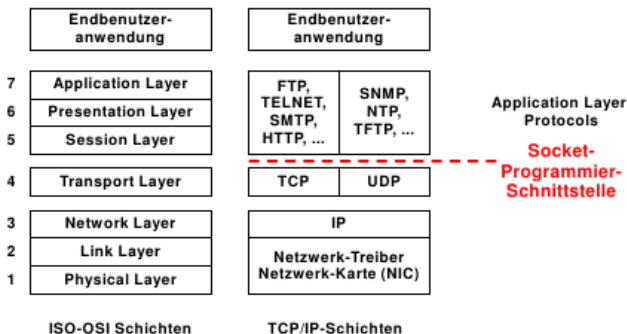 Endbenutzer-
anwendung
Endbenutzer-
anwendung
7 Application Layer
6 Presentation Layer
5 Session Layer
FTP,
TELNET,
SMTP,
HTTP, ...
SNMP,
NTP,
TFTP, ...
Application Layer
Protocols
Socket-
Programmier-
Schnittstelle
4 Transport Layer
TCP
UDP
3 Network Layer
2 Link Layer
1 Physical Layer
IP
Netzwerk-Treiber
Netzwerk-Karte (NIC)
ISO-OSI Schichten
TCP/IP-Schichten